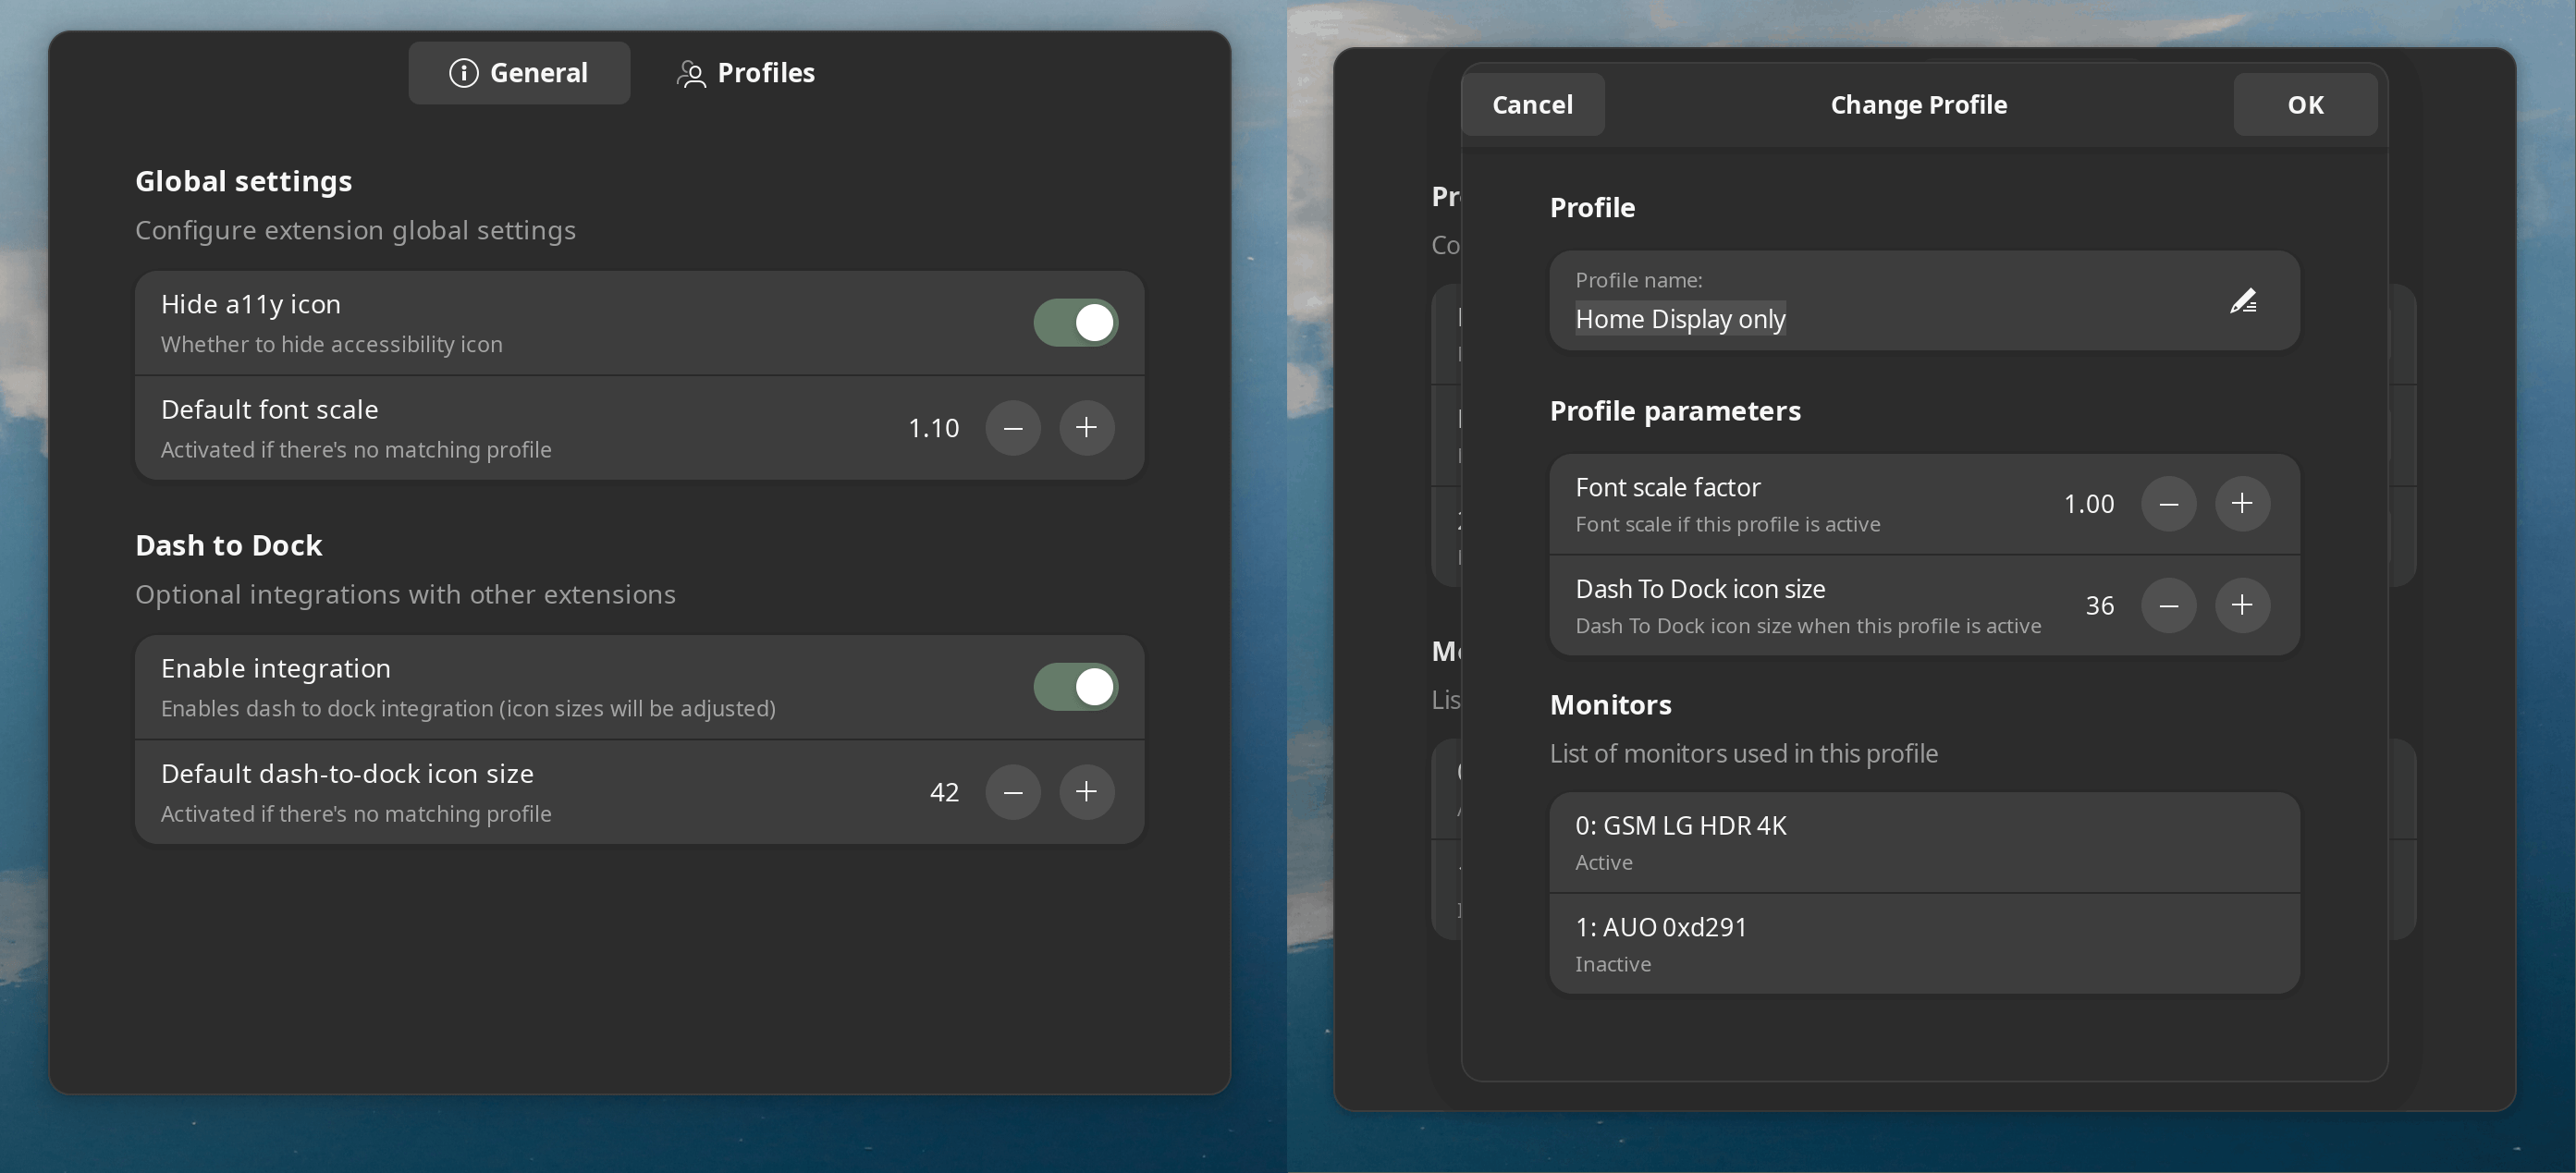 General
Profiles
Global settings
Configure extension global settings
Hide a11y icon
Whether to hide accessibility icon
Default font scale
Activated if there's no matching profile
1.10
Dash to Dock
Optional integrations with other extensions
Enable integration
Enables dash to dock integration (icon sizes will be adjusted)
Default dash-to-dock icon size
Activated if there's no matching profile
42
Cancel
Change Profile
OK
Profile
Profile name:
Home Display only
Profile parameters
Font scale factor
Font scale if this profile is active
1.00
Dash To Dock icon size
Dash To Dock icon size when this profile is active
36
Monitors
List of monitors used in this profile
0: GSM LG HDR 4K
Active
1: AUO 0xd291
Inactive